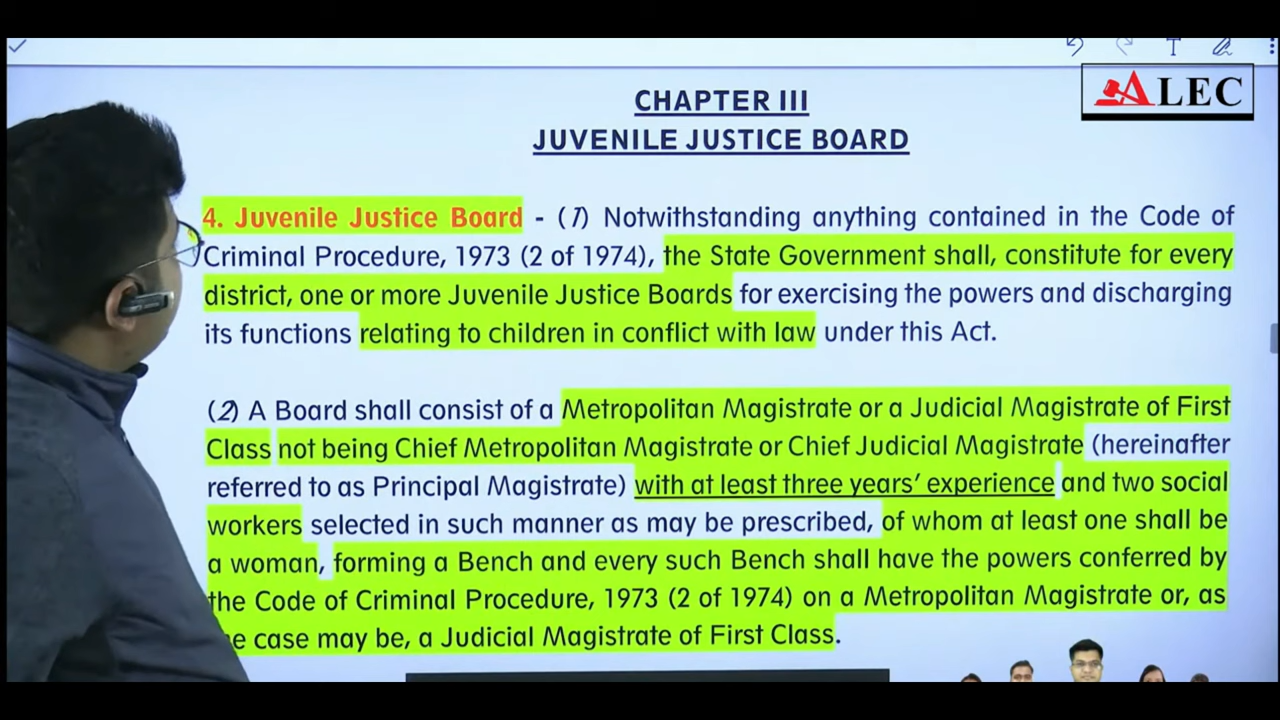 ALEC
CHAPTER III
JUVENILE JUSTICE BOARD
4. Juvenile Justice Board - (1) Notwithstanding anything contained in the Code of
Criminal Procedure, 1973 (2 of 1974), the State Government shall, constitute for every
district, one or more Juvenile Justice Boards for exercising the powers and discharging
its functions relating to children in conflict with law under this Act.
(2) A Board shall consist of a Metropolitan Magistrate or a Judicial Magistrate of First
Class not being Chief Metropolitan Magistrate or Chief Judicial Magistrate (hereinafter
referred to as Principal Magistrate) with at least three years' experience and two social
workers selected in such manner as may be prescribed, of whom at least one shall be
a woman, forming a Bench and every such Bench shall have the powers conferred by
the Code of Criminal Procedure, 1973 (2 of 1974) on a Metropolitan Magistrate or, as
case may be, a Judicial Magistrate of First Class.